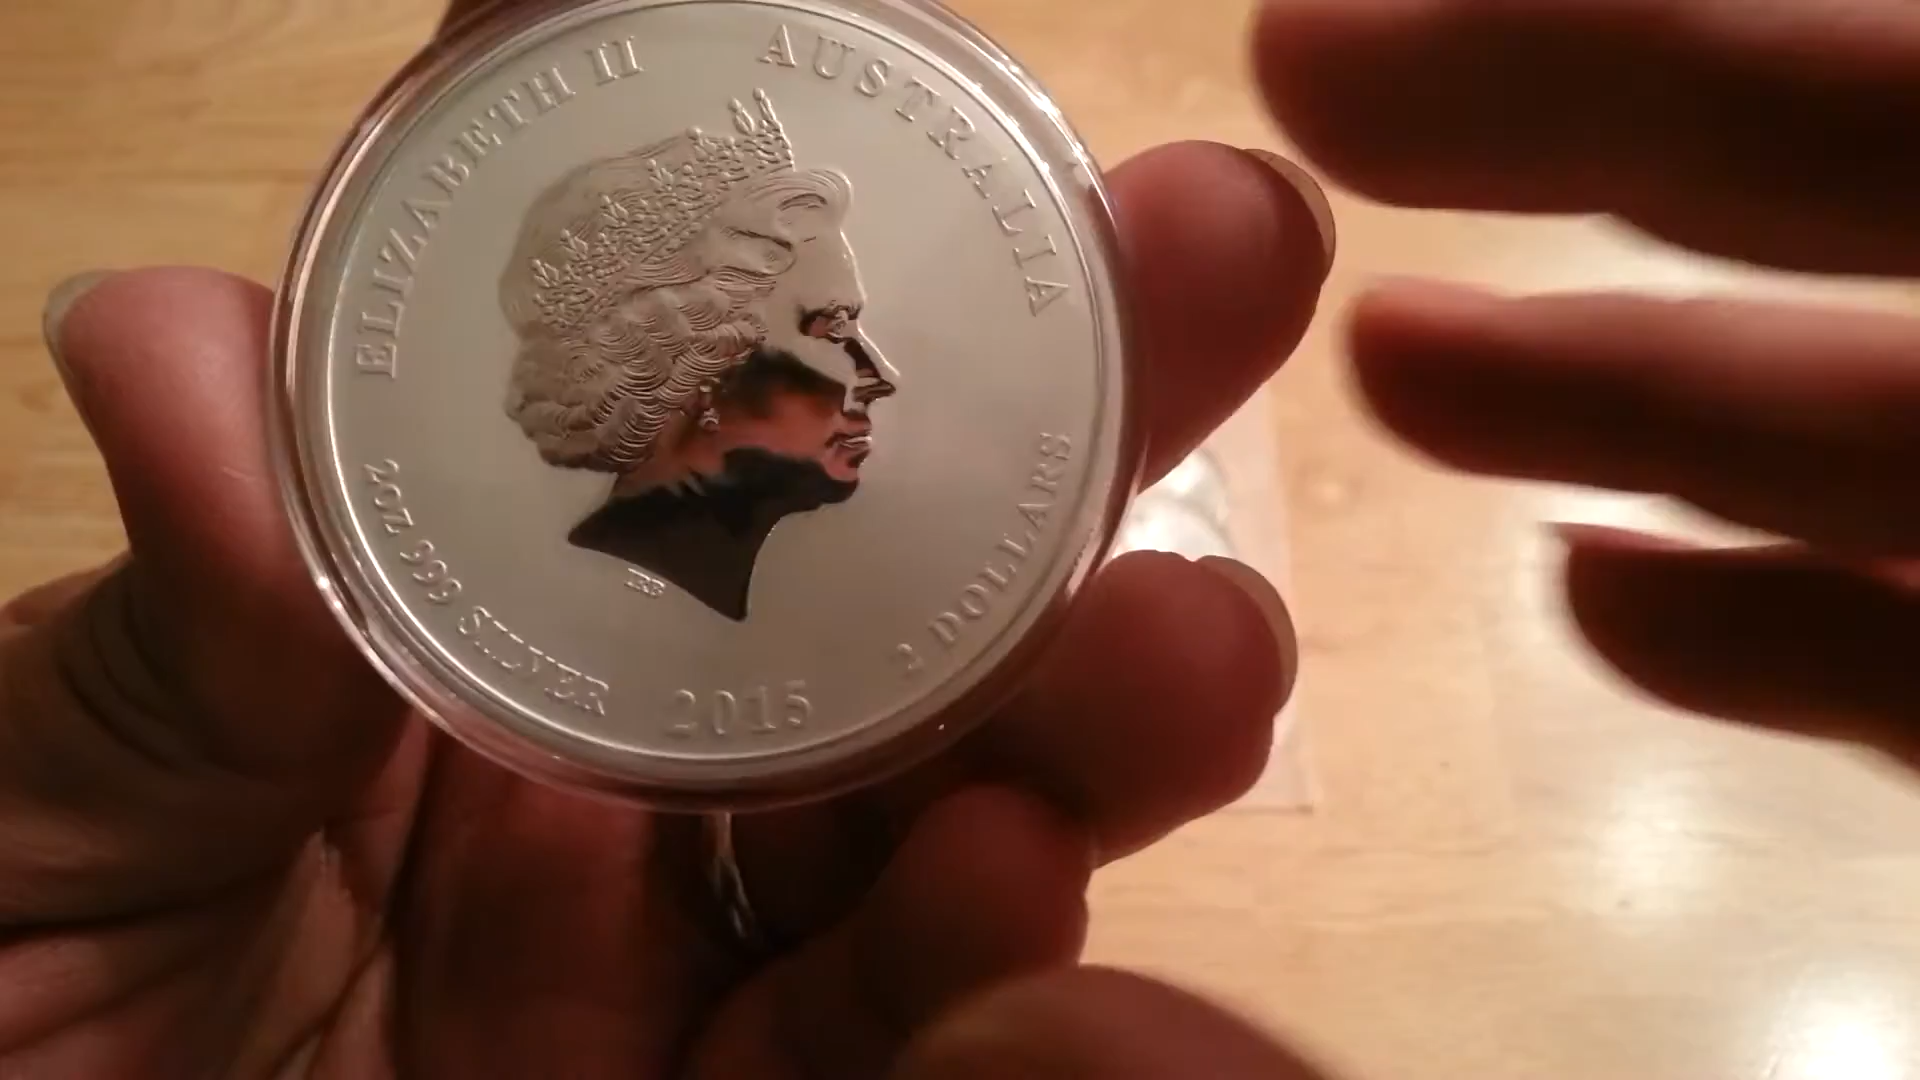 ELIZABETH II
AUSTRALIA
2OZ 999 SILVER
2015
2 DOLLARS
IRB